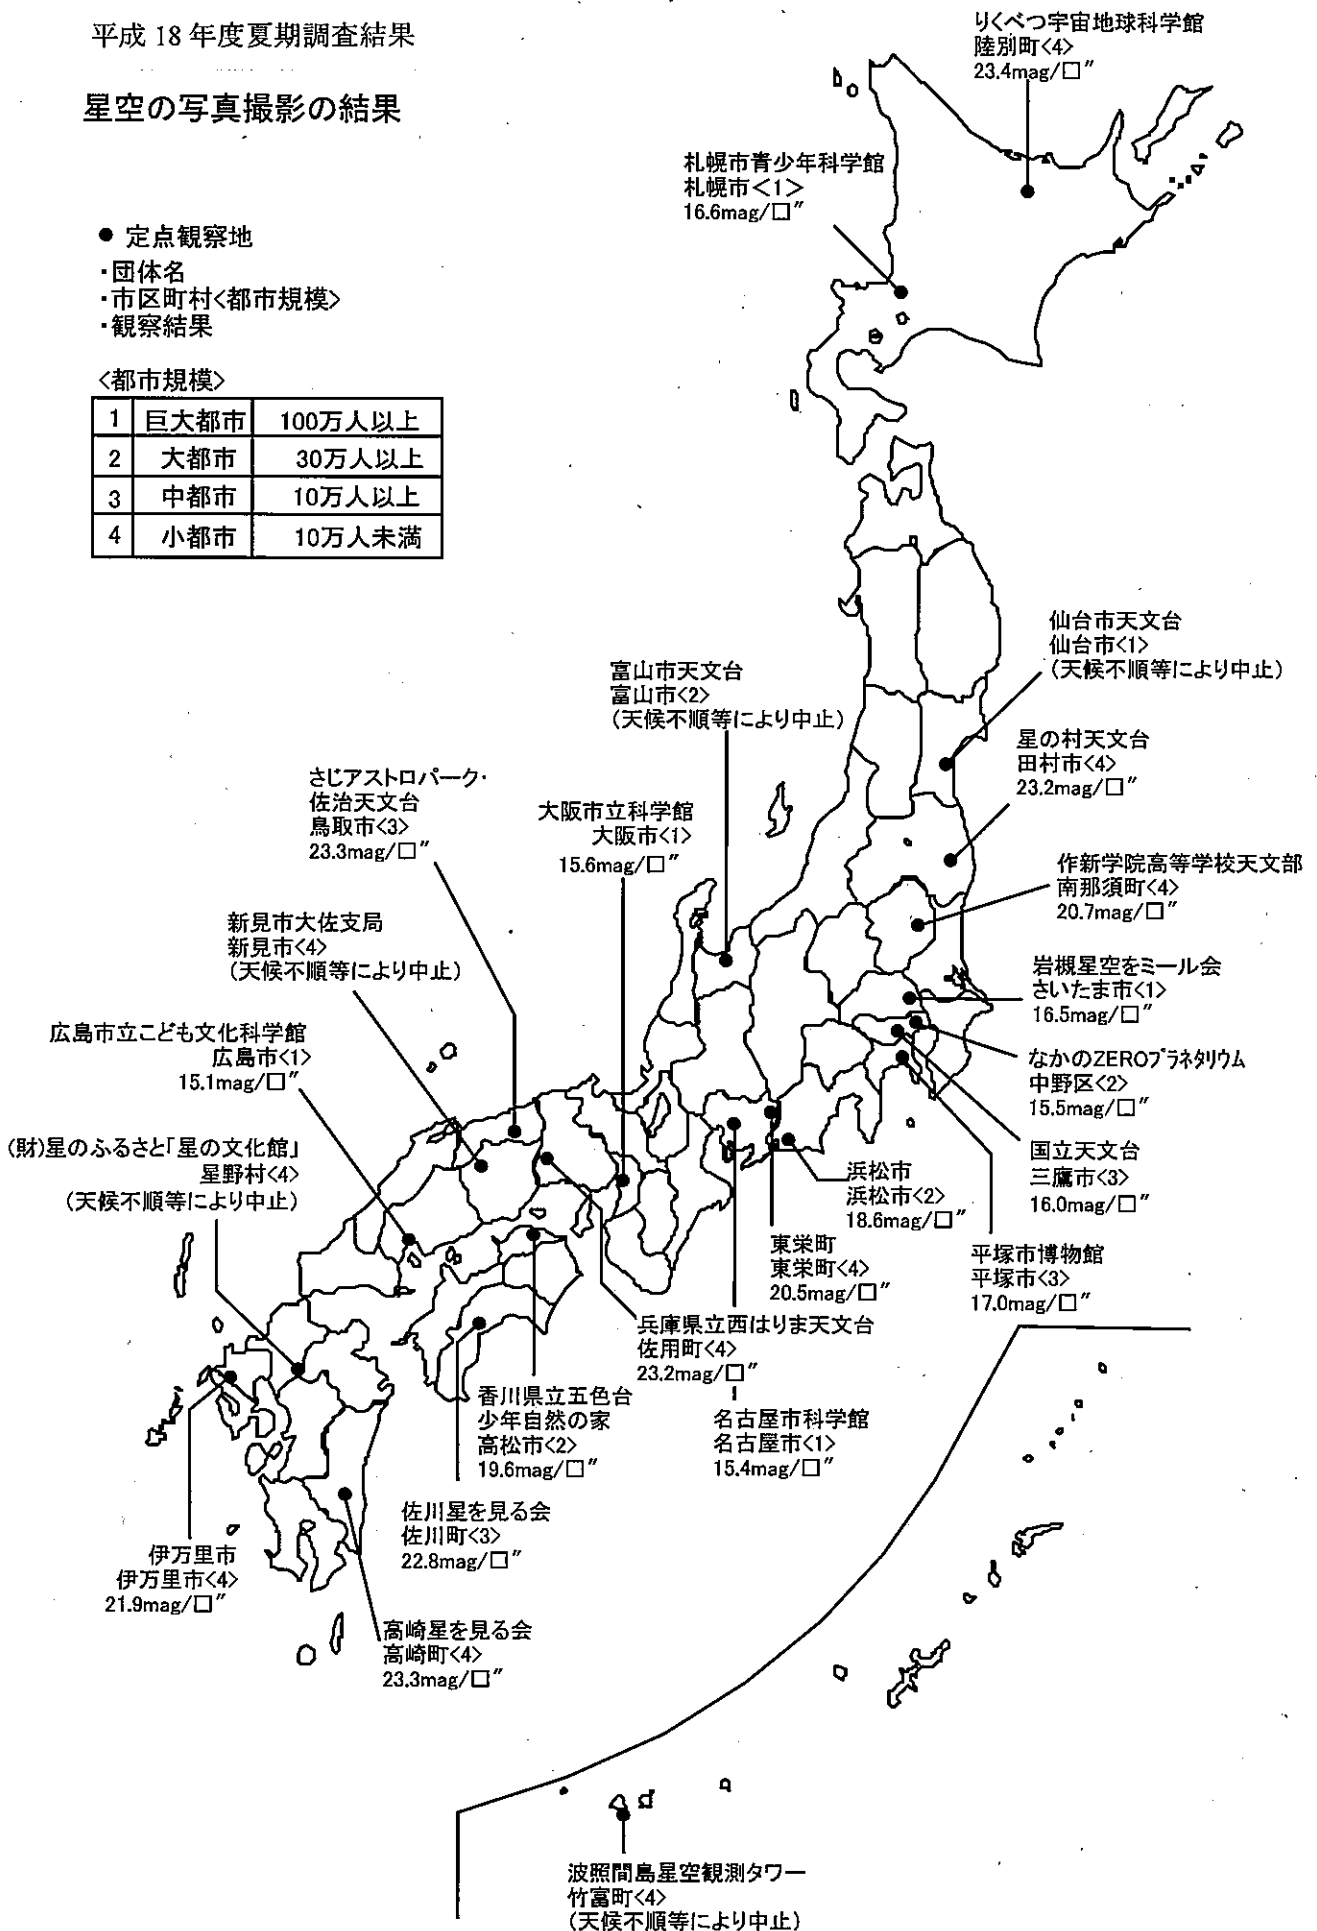 平成 18 年度夏期調査結果
星空の写真撮影の結果
● 定点観察地
・団体名
・市区町村<都市規模>
・観察結果
<都市規模>
1 巨大都市 100万人以上
2 大都市 30万人以上
3 中都市 10万人以上
4 小都市 10万人未満
りくべつ宇宙地球科学館
陸別町<4>
23.4mag/□″
札幌市青少年科学館
札幌市<1>
16.6mag/□″
仙台市天文台
仙台市<1>
(天候不順等により中止)
富山市天文台
富山市<2>
(天候不順等により中止)
星の村天文台
田村市<4>
23.2mag/□″
さじアストロパーク・
佐治天文台
鳥取市<3>
23.3mag/□″
大阪市立科学館
大阪市<1>
15.6mag/□″
作新学院高等学校天文部
南那須町<4>
20.7mag/□″
新見市大佐支局
新見市<4>
(天候不順等により中止)
岩槻星空をミール会
さいたま市<1>
16.5mag/□″
広島市立こども文化科学館
広島市<1>
15.1mag/□″
なかのZEROプラネタリウム
中野区<2>
15.5mag/□″
(財)星のふるさと「星の文化館」
星野村<4>
(天候不順等により中止)
国立天文台
三鷹市<3>
16.0mag/□″
浜松市
浜松市<2>
18.6mag/□″
東栄町
東栄町<4>
20.5mag/□″
平塚市博物館
平塚市<3>
17.0mag/□″
兵庫県立西はりま天文台
佐用町<4>
23.2mag/□″
香川県立五色台
少年自然の家
高松市<2>
19.6mag/□″
名古屋市科学館
名古屋市<1>
15.4mag/□″
佐川星を見る会
佐川町<3>
22.8mag/□″
伊万里市
伊万里市<4>
21.9mag/□″
高崎星を見る会
高崎町<4>
23.3mag/□″
波照間島星空観測タワー
竹富町<4>
(天候不順等により中止)